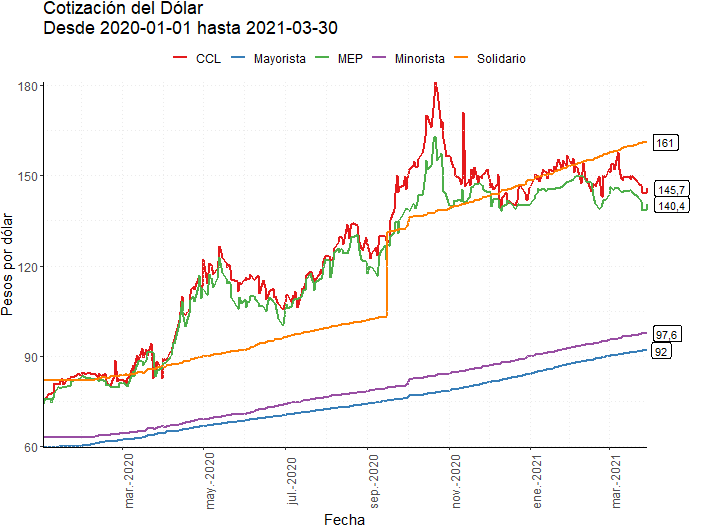 Cotización del Dólar
Desde 2020-01-01 hasta 2021-03-30
CCL Mayorista MEP Minorista Solidario
180
150
120
90
60
Pesos por dólar
161
145,7
140,4
97,6
92
mar.-2020 may.-2020 jul.-2020 sep.-2020 nov.-2020 ene.-2021 mar.-2021
Fecha